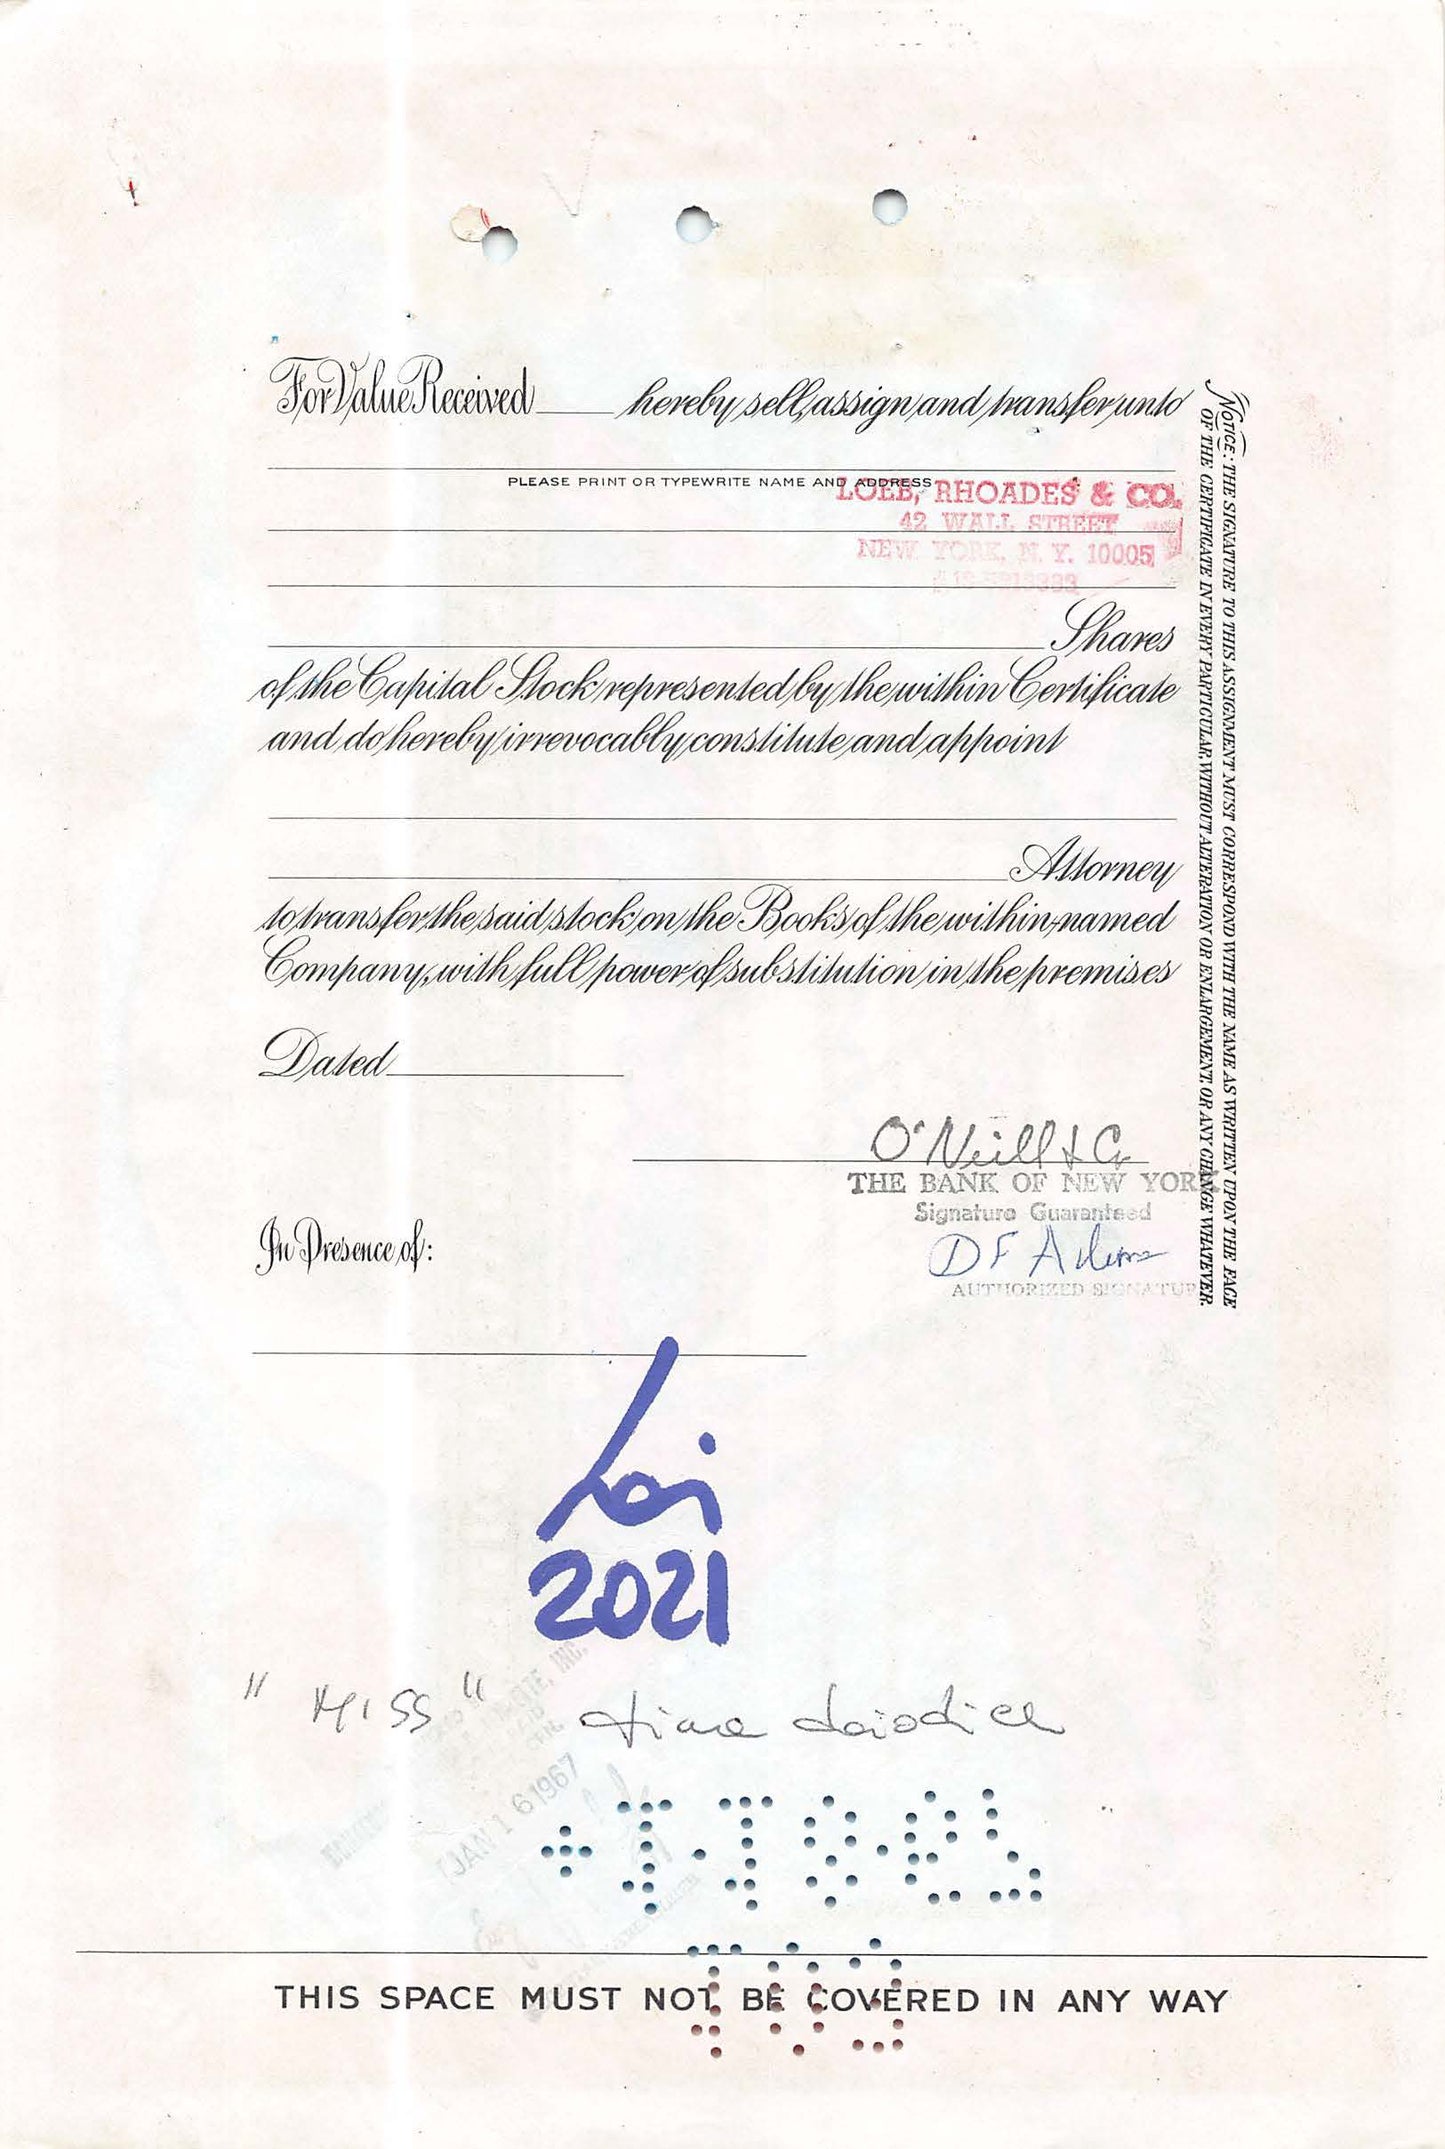 For Value Received hereby sell, assign and transfer unto
PLEASE PRINT OR TYPEWRITE NAME AND ADDRESS
LOEB, RHOADES & CO.
42 WALL STREET
NEW YORK, N. Y. 10005
Shares
of the Capital Stock represented by the within Certificate
and do hereby irrevocably constitute and appoint
Attorney
to transfer the said stock on the Books of the within-named
Company, with full power of substitution in the premises
Dated
O'Neill & Co
THE BANK OF NEW YORK
Signature Guaranteed
D F Adams
AUTHORIZED SIGNATURE
In Presence of:
NOTICE: THE SIGNATURE TO THIS ASSIGNMENT MUST CORRESPOND WITH THE NAME AS WRITTEN UPON THE FACE
OF THE CERTIFICATE IN EVERY PARTICULAR, WITHOUT ALTERATION OR ENLARGEMENT, OR ANY CHANGE WHATEVER.
2021
"MISS"
JAN 16 1967
THIS SPACE MUST NOT BE COVERED IN ANY WAY